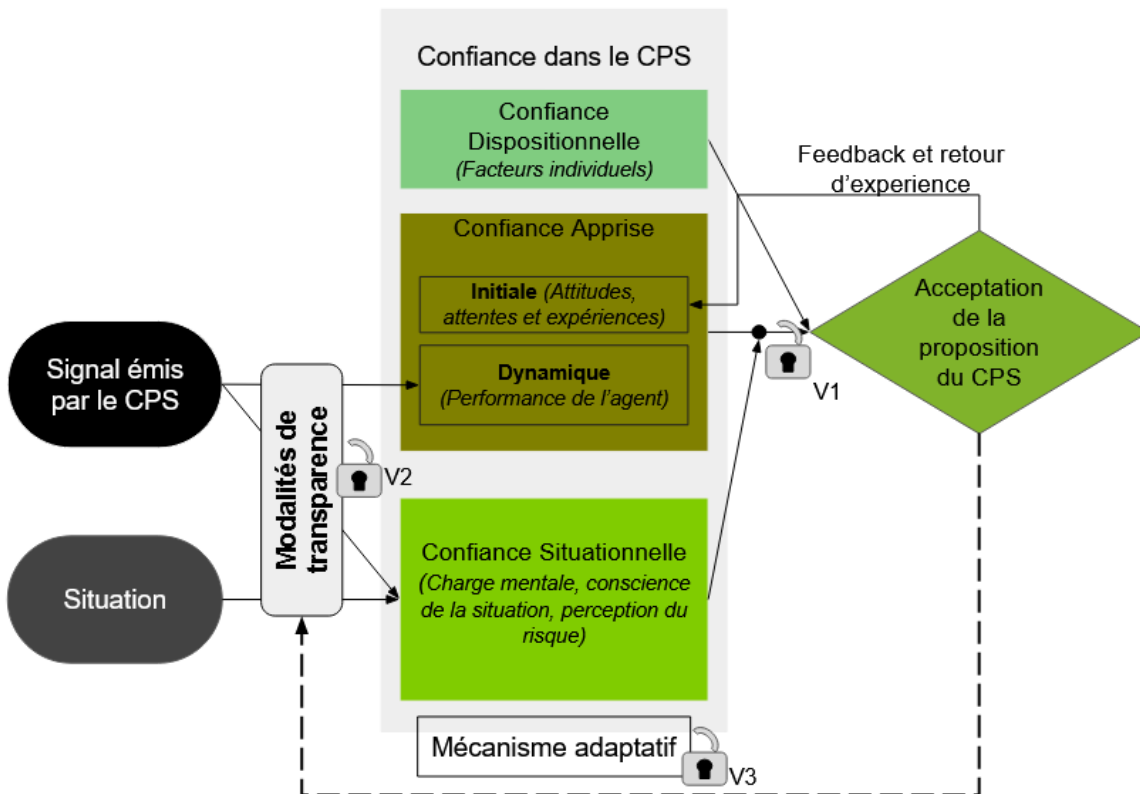 Confiance dans le CPS
Confiance
Dispositionnelle
(Facteurs individuels)
Feedback et retour
d'experience
Confiance Apprise
Initiale (Attitudes,
attentes et expériences)
Dynamique
(Performance de l'agent)
Signal émis
par le CPS
Modalités de
transparence
V2
V1
Acceptation
de la
proposition
du CPS
Situation
Confiance Situationnelle
(Charge mentale, conscience
de la situation, perception du
risque)
Mécanisme adaptatif
V3